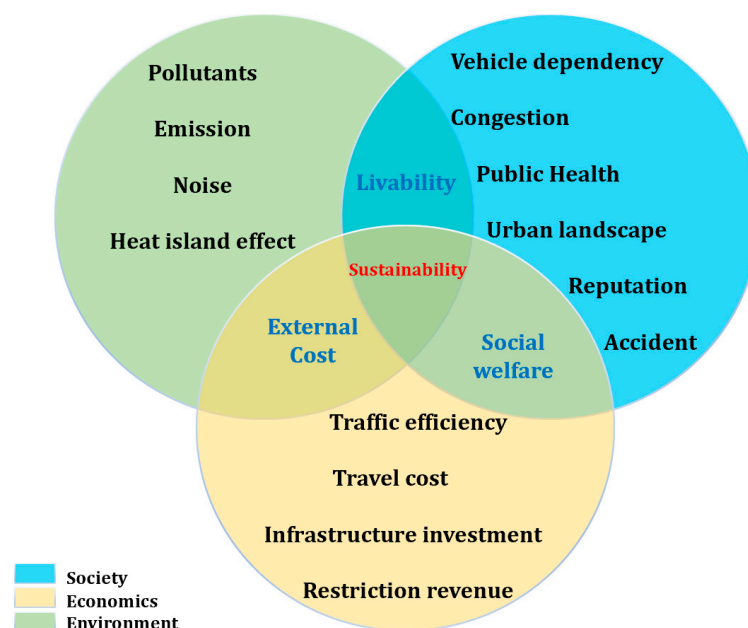 Pollutants
Emission
Noise
Heat island effect
Vehicle dependency
Congestion
Public Health
Urban landscape
Reputation
Accident
Livability
Sustainability
External
Cost
Social
welfare
Traffic efficiency
Travel cost
Infrastructure investment
Restriction revenue
Society
Economics
Environment